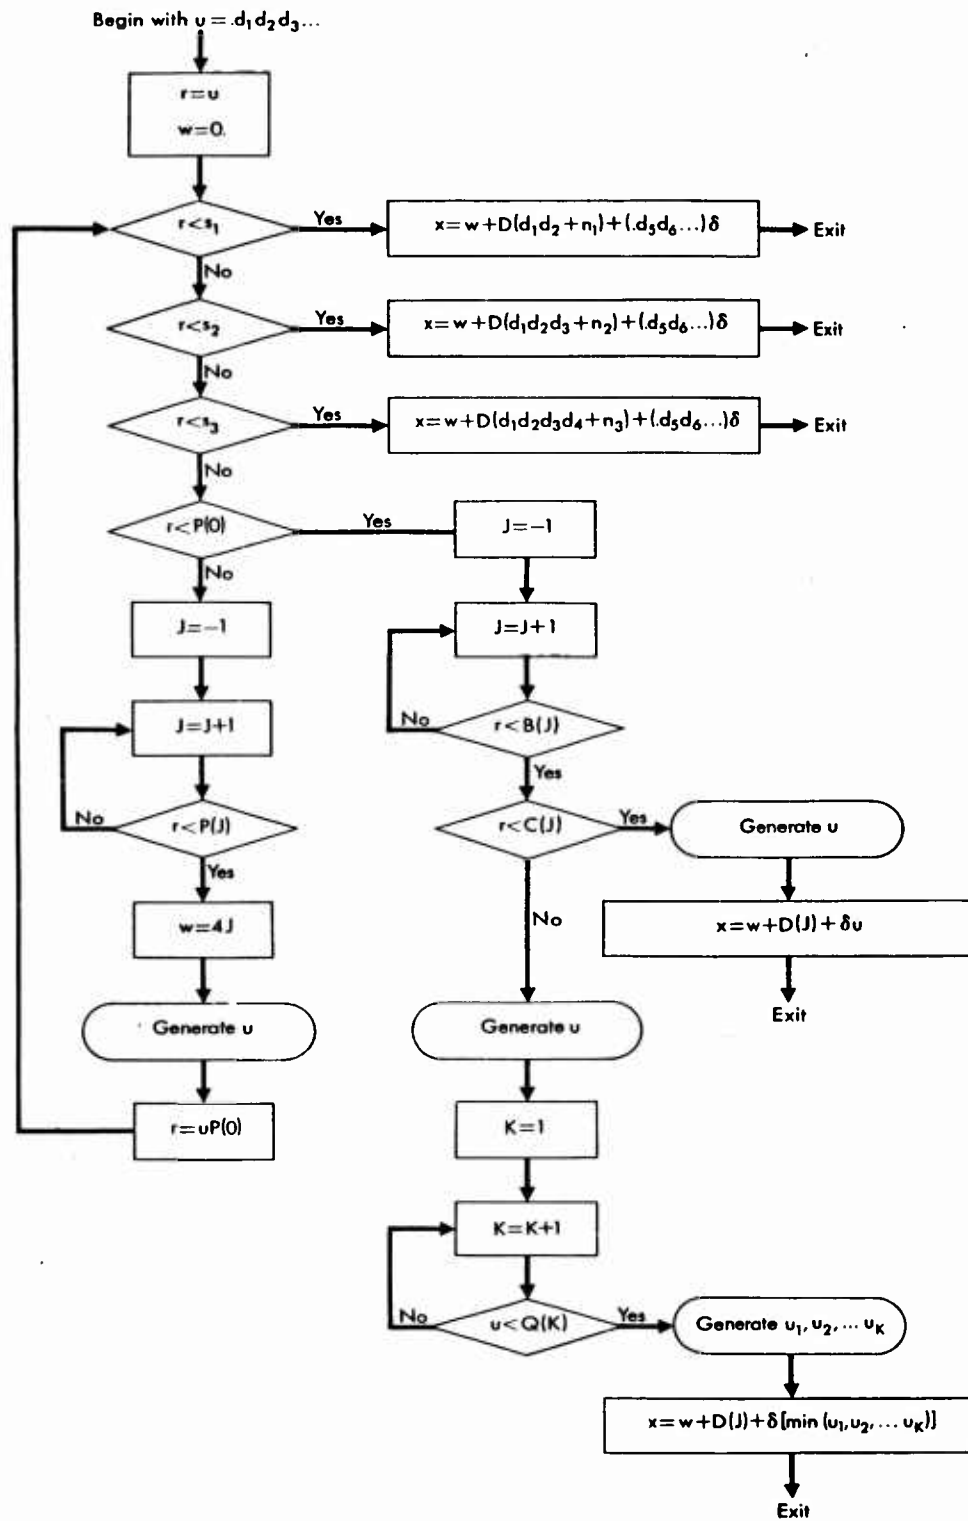 Begin with u = .d₁d₂d₃...
r=u
w=0.
r<s₁
Yes
x=w+D(d₁d₂+n₁)+(.d₅d₆...)δ
Exit
No
r<s₂
Yes
x=w+D(d₁d₂d₃+n₂)+(.d₅d₆...)δ
Exit
No
r<s₃
Yes
x=w+D(d₁d₂d₃d₄+n₃)+(.d₅d₆...)δ
Exit
No
r<P(0)
Yes
J=-1
No
J=-1
J=J+1
J=J+1
No
r<B(J)
Yes
No
r<P(J)
Yes
r<C(J)
Yes
Generate u
No
w=4J
x=w+D(J)+δu
Exit
Generate u
Generate u
r=uP(0)
K=1
K=K+1
No
u<Q(K)
Yes
Generate u₁,u₂,...u_K
x=w+D(J)+δ[min(u₁,u₂,...u_K)]
Exit